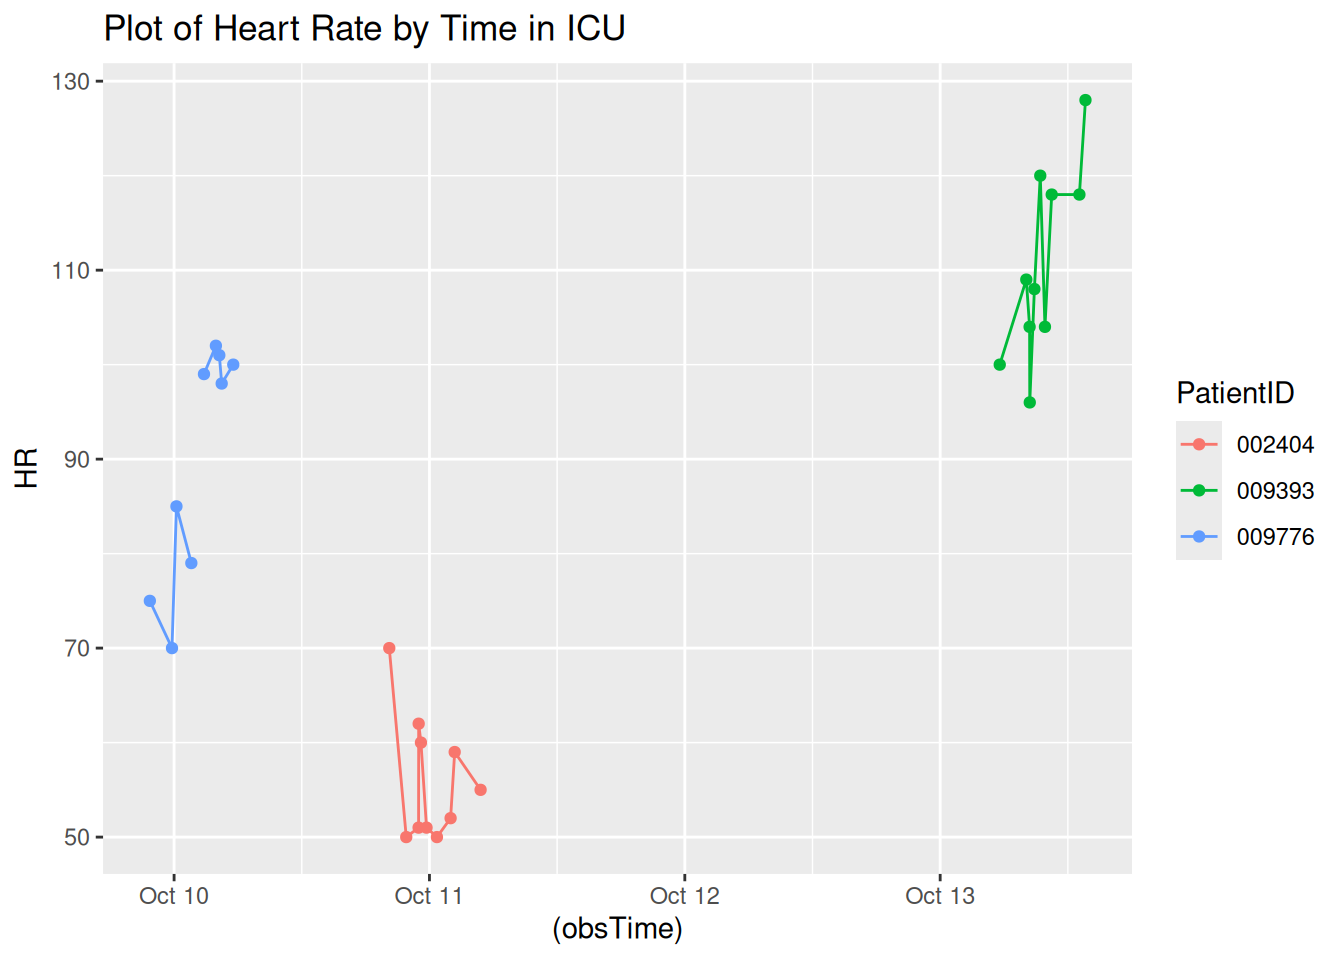 Plot of Heart Rate by Time in ICU
130
110
90
70
50
HR
Oct 10
Oct 11
Oct 12
Oct 13
(obsTime)
PatientID
002404
009393
009776